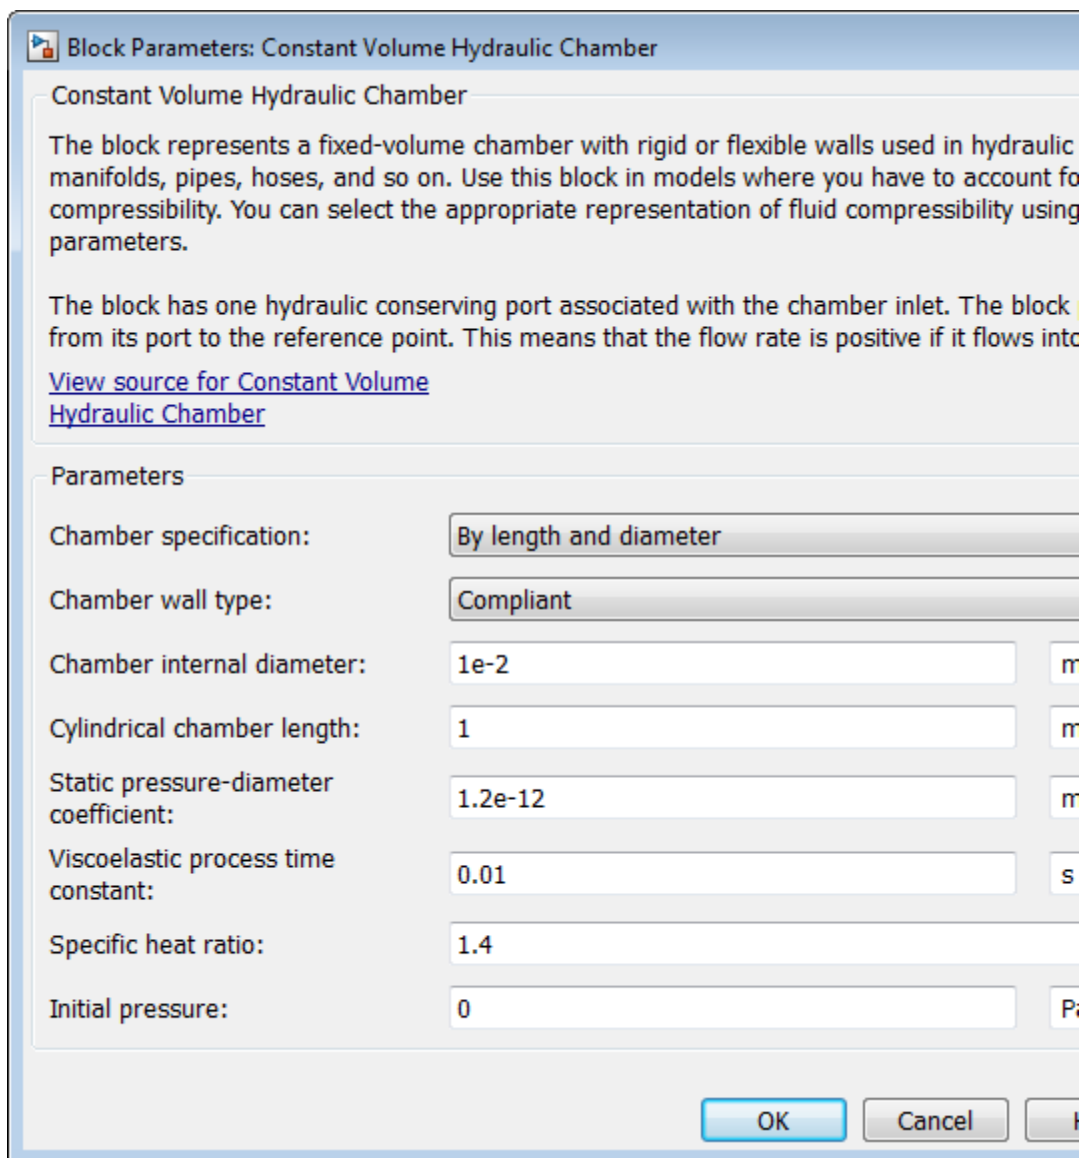 Block Parameters: Constant Volume Hydraulic Chamber
Constant Volume Hydraulic Chamber
The block represents a fixed-volume chamber with rigid or flexible walls used in hydraulic
manifolds, pipes, hoses, and so on. Use this block in models where you have to account fo
compressibility. You can select the appropriate representation of fluid compressibility using
parameters.
The block has one hydraulic conserving port associated with the chamber inlet. The block
from its port to the reference point. This means that the flow rate is positive if it flows into
View source for Constant Volume
Hydraulic Chamber
Parameters
Chamber specification: By length and diameter
Chamber wall type: Compliant
Chamber internal diameter: 1e-2 m
Cylindrical chamber length: 1 m
Static pressure-diameter
coefficient: 1.2e-12 m
Viscoelastic process time
constant: 0.01 s
Specific heat ratio: 1.4
Initial pressure: 0 Pa
OK Cancel H